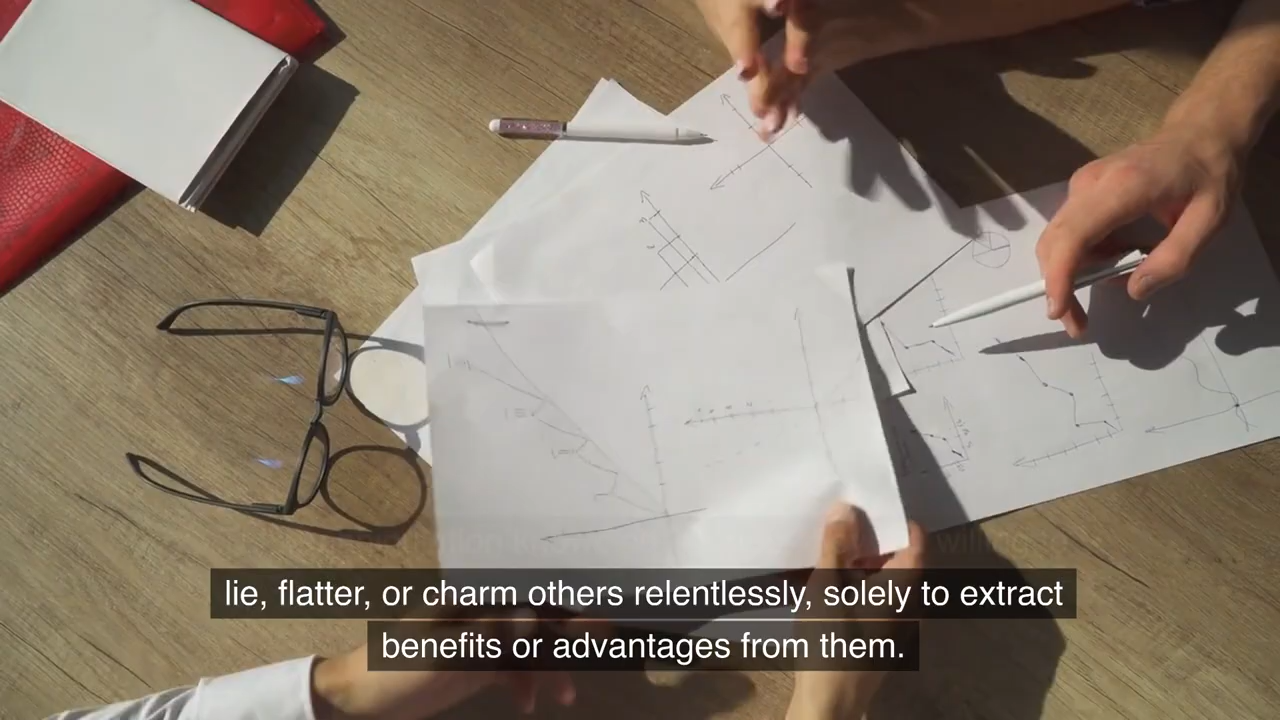 lie, flatter, or charm others relentlessly, solely to extract
benefits or advantages from them.